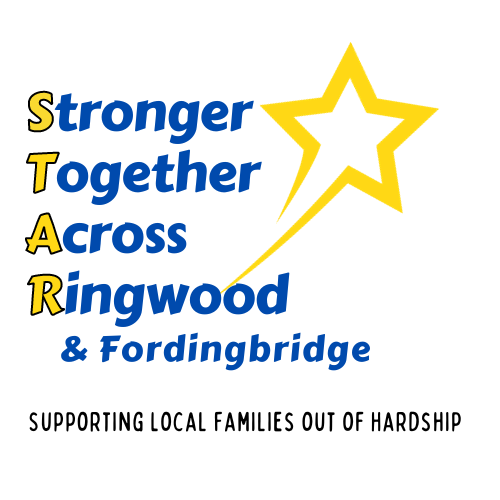 Stronger
Together
Across
Ringwood
& Fordingbridge
SUPPORTING LOCAL FAMILIES OUT OF HARDSHIP